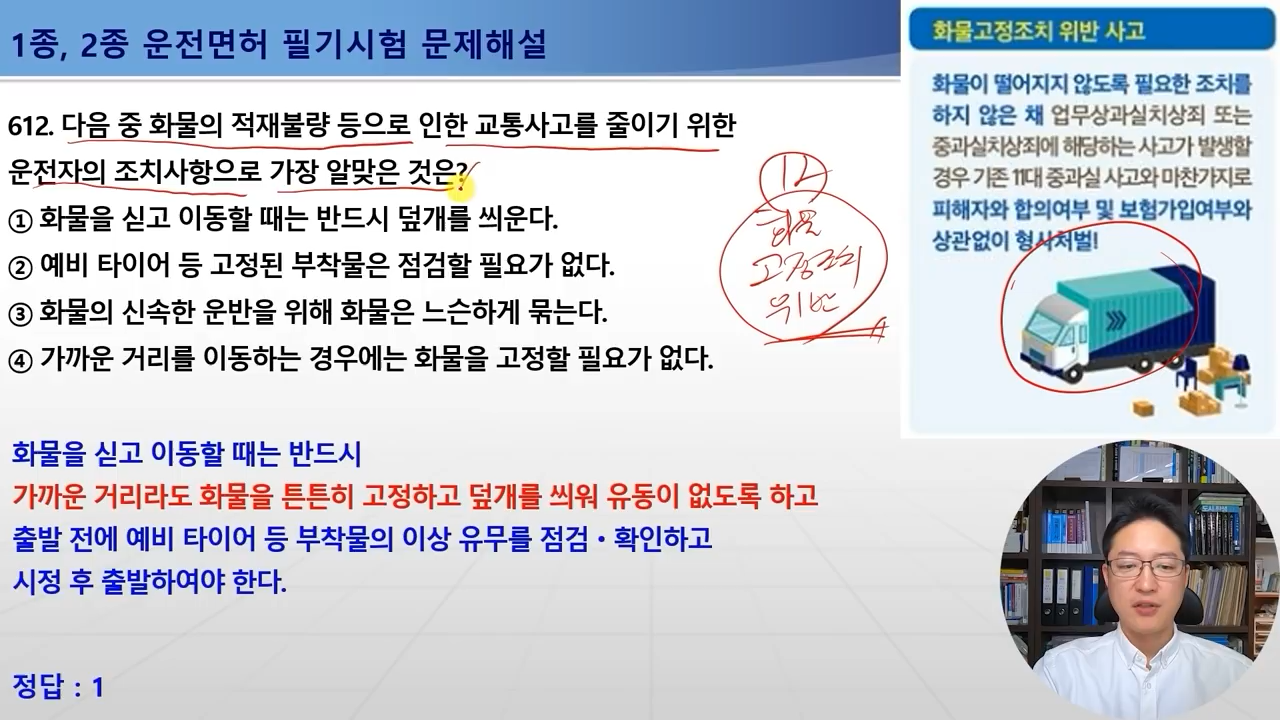 1종, 2종 운전면허 필기시험 문제해설
612. 다음 중 화물의 적재불량 등으로 인한 교통사고를 줄이기 위한
운전자의 조치사항으로 가장 알맞은 것은?
① 화물을 싣고 이동할 때는 반드시 덮개를 씌운다.
② 예비 타이어 등 고정된 부착물은 점검할 필요가 없다.
③ 화물의 신속한 운반을 위해 화물은 느슨하게 묶는다.
④ 가까운 거리를 이동하는 경우에는 화물을 고정할 필요가 없다.
12
화물
고정조치
위반
화물고정조치 위반 사고
화물이 떨어지지 않도록 필요한 조치를
하지 않은 채 업무상과실치상죄 또는
중과실치상죄에 해당하는 사고가 발생할
경우 기존 11대 중과실 사고와 마찬가지로
피해자와 합의여부 및 보험가입여부와
상관없이 형사처벌!
화물을 싣고 이동할 때는 반드시
가까운 거리라도 화물을 튼튼히 고정하고 덮개를 씌워 유동이 없도록 하고
출발 전에 예비 타이어 등 부착물의 이상 유무를 점검 • 확인하고
시정 후 출발하여야 한다.
정답 : 1